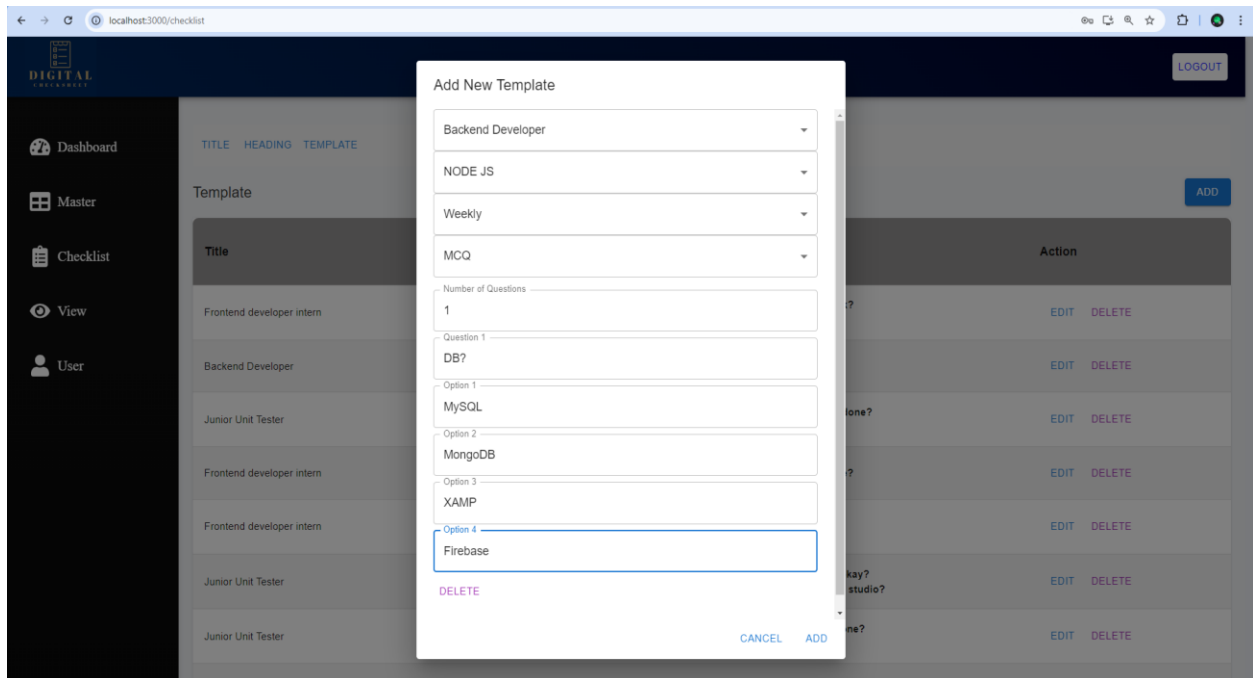 localhost:3000/checklist
DIGITAL
CHECKSHEET
LOGOUT
Dashboard
Master
Checklist
View
User
TITLE HEADING TEMPLATE
Template
ADD
Title Action
Frontend developer intern ? EDIT DELETE
Backend Developer EDIT DELETE
Junior Unit Tester done? EDIT DELETE
Frontend developer intern ? EDIT DELETE
Frontend developer intern EDIT DELETE
Junior Unit Tester kay? EDIT DELETE
studio?
Junior Unit Tester ne? EDIT DELETE
Add New Template
Backend Developer
NODE JS
Weekly
MCQ
Number of Questions
1
Question 1
DB?
Option 1
MySQL
Option 2
MongoDB
Option 3
XAMP
Option 4
Firebase
DELETE
CANCEL ADD